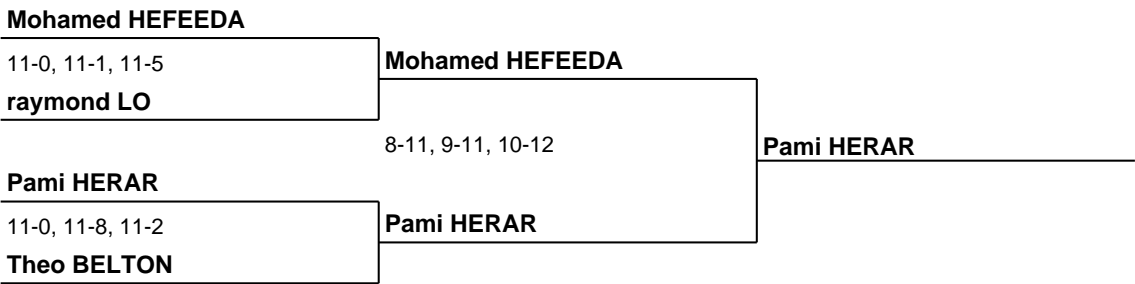 Mohamed HEFEEDA
11-0, 11-1, 11-5
Mohamed HEFEEDA
raymond LO
8-11, 9-11, 10-12
Pami HERAR
Pami HERAR
11-0, 11-8, 11-2
Pami HERAR
Theo BELTON